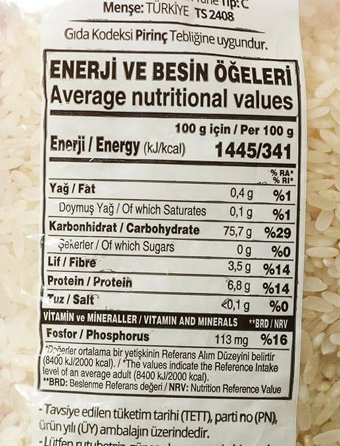 Tip: C
Menşe: TÜRKİYE TS 2408
Gıda Kodeksi Pirinç Tebliğine uygundur.
ENERJİ VE BESİN ÖĞELERİ
Average nutritional values
100 g için / Per 100 g
Enerji / Energy (kJ/kcal) 1445/341
% RA*
% RI*
Yağ / Fat 0,4 g %1
Doymuş Yağ / Of which Saturates 0,1 g %1
Karbonhidrat / Carbohydrate 75,7 g %29
Şekerler / Of which Sugars 0 g %0
Lif / Fibre 3,5 g %14
Protein / Protein 6,8 g %14
Tuz / Salt <0,1 g %0
VİTAMİN ve MİNERALLER / VITAMIN AND MINERALS **BRD / NRV
Fosfor / Phosphorus 113 mg %16
*Değerler ortalama bir yetişkinin Referans Alım Düzeyini belirtir
(8400 kJ/2000 kcal). / *The values indicate the Reference Intake
level of an average adult (8400 kJ/2000 kcal).
**BRD: Beslenme Referans değeri / NRV: Nutrition Reference Value
-Tavsiye edilen tüketim tarihi (TETT), parti no (PN),
ürün yılı (ÜY) ambalajın üzerindedir.
-Lütfen rutubetsiz,